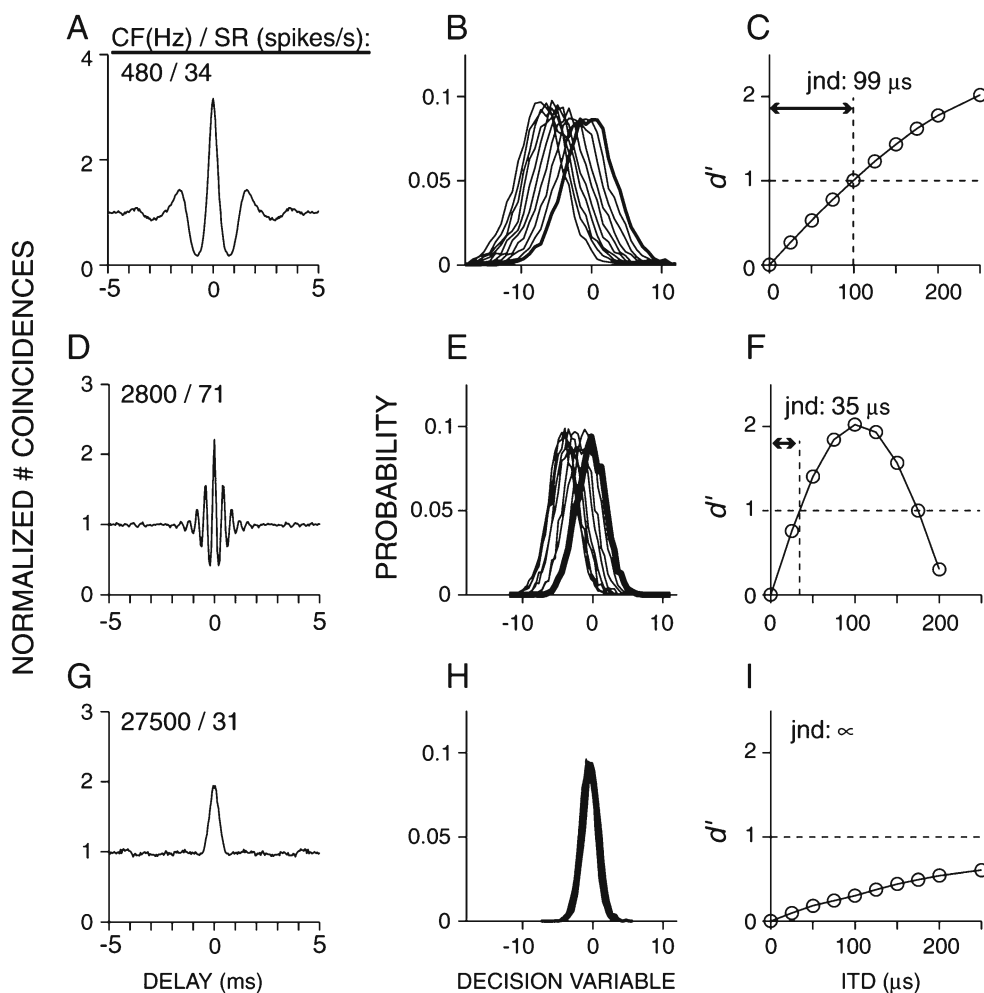 A
CF(Hz) / SR (spikes/s):
480 / 34
4
2
0
-5
0
5
B
0.1
0.05
0
-10
0
10
C
jnd: 99 μs
2
1
0
d'
0
100
200
D
2800 / 71
3
2
1
0
-5
0
5
E
0.1
0.05
0
-10
0
10
F
jnd: 35 μs
2
1
0
d'
0
100
200
G
27500 / 31
3
2
1
0
-5
0
5
DELAY (ms)
H
0.1
0.05
0
-10
0
10
DECISION VARIABLE
I
jnd: ∝
2
1
0
d'
0
100
200
ITD (μs)
NORMALIZED # COINCIDENCES
PROBABILITY